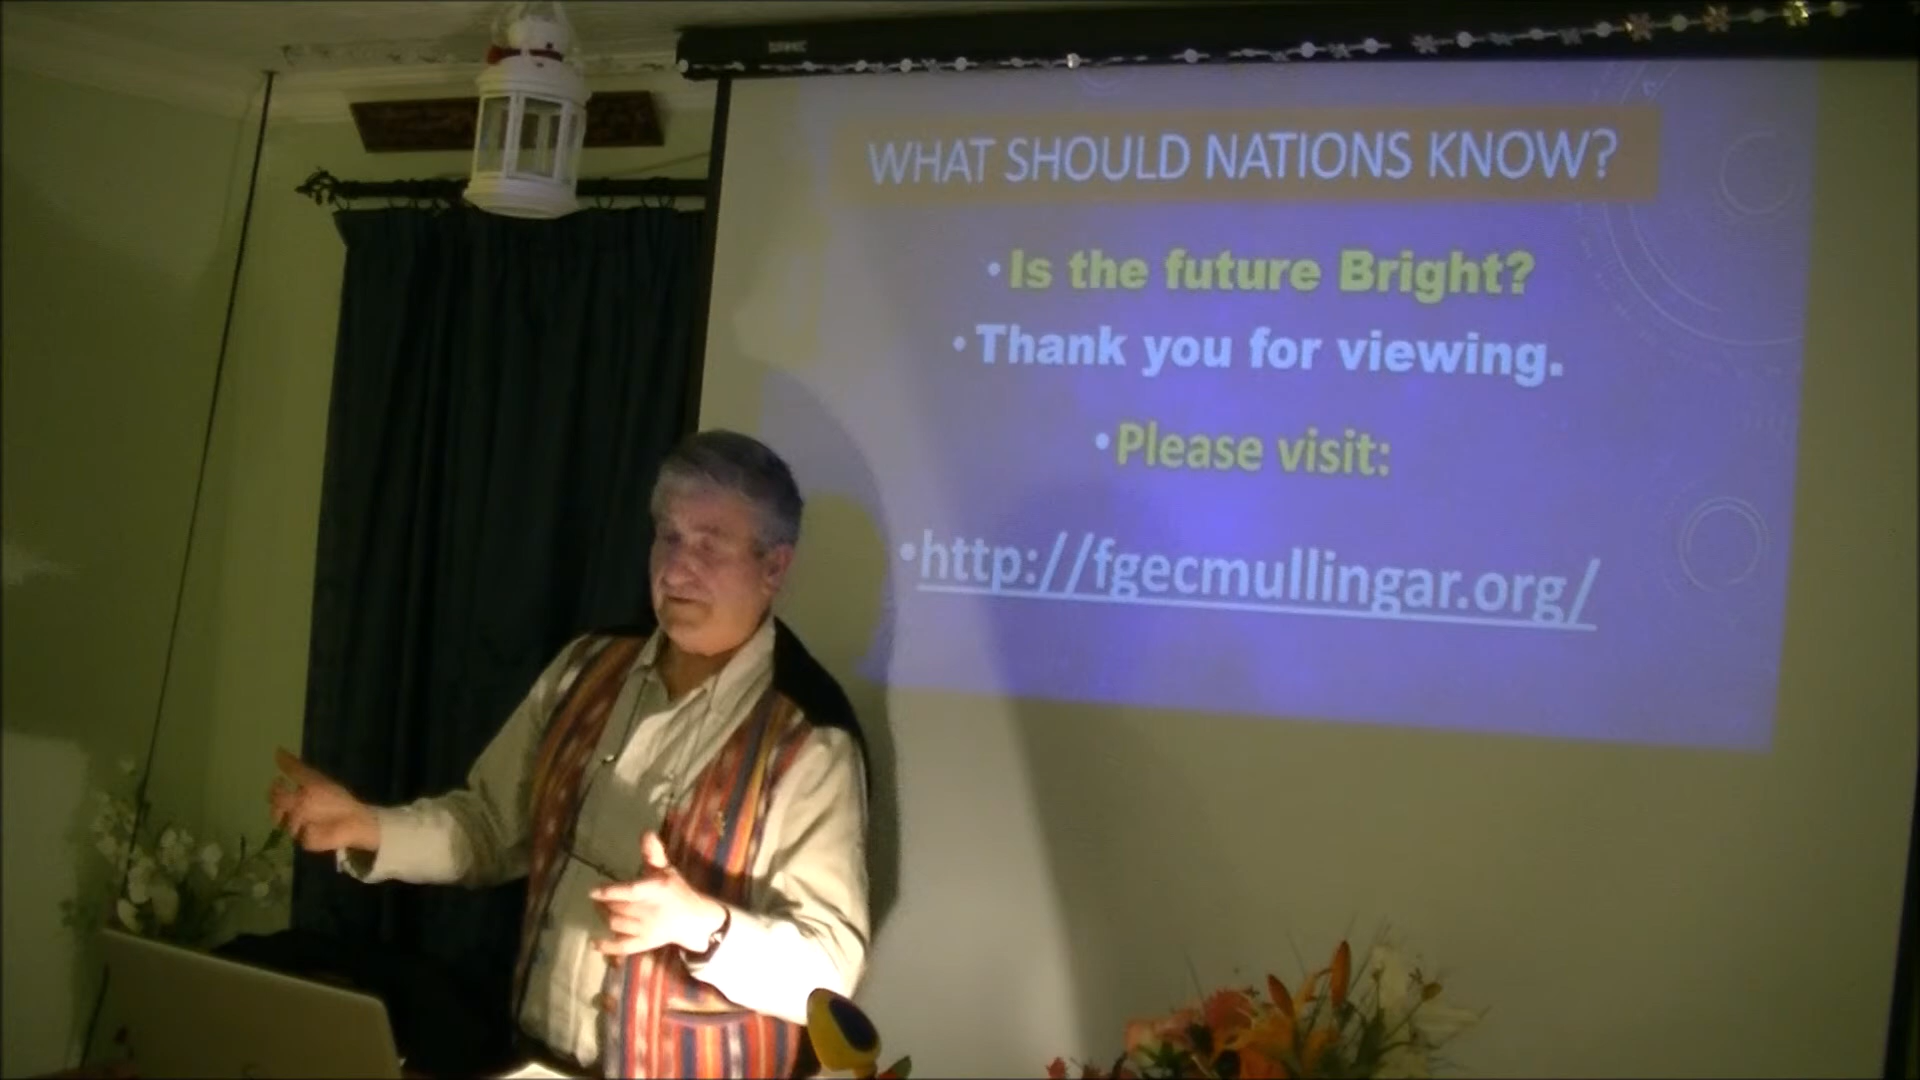 WHAT SHOULD NATIONS KNOW?
•Is the future Bright?
•Thank you for viewing.
•Please visit:
•http://fgecmullingar.org/